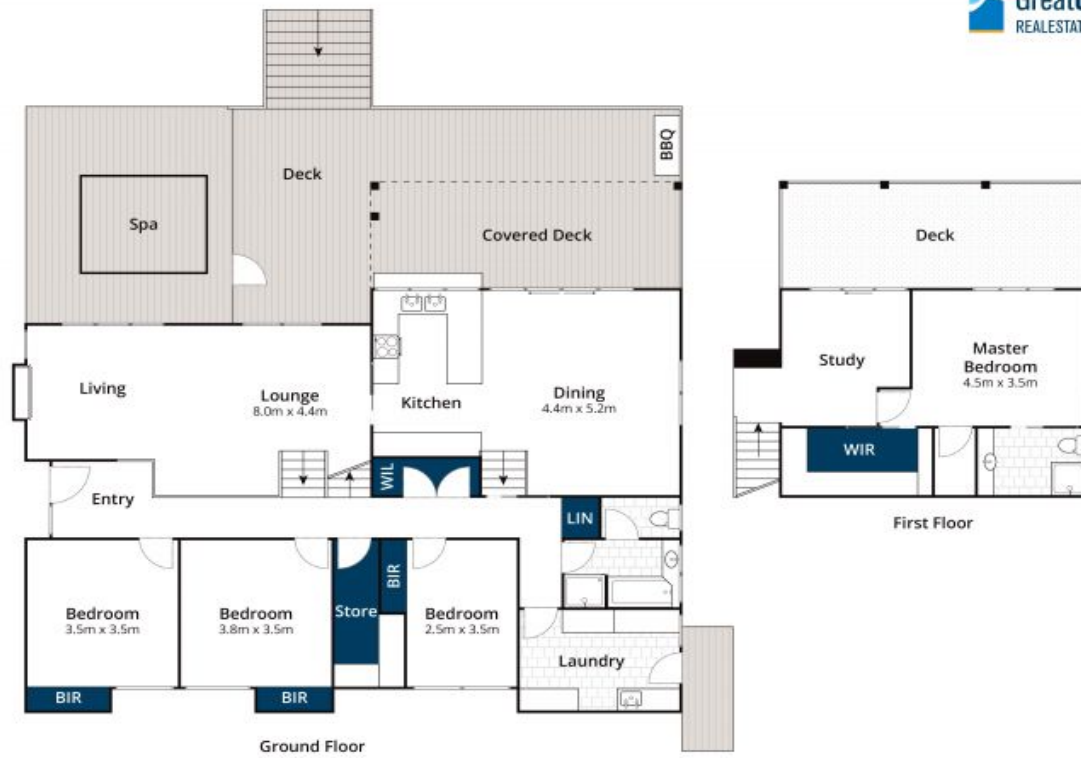 REALESTAT
BBQ
Deck
Spa
Covered Deck
Living
Lounge
8.0m x 4.4m
Kitchen
Dining
4.4m x 5.2m
WIL
Entry
LIN
Bedroom
3.5m x 3.5m
Bedroom
3.8m x 3.5m
Store
BIR
Bedroom
2.5m x 3.5m
Laundry
BIR
BIR
Ground Floor
Deck
Study
Master
Bedroom
4.5m x 3.5m
WIR
First Floor